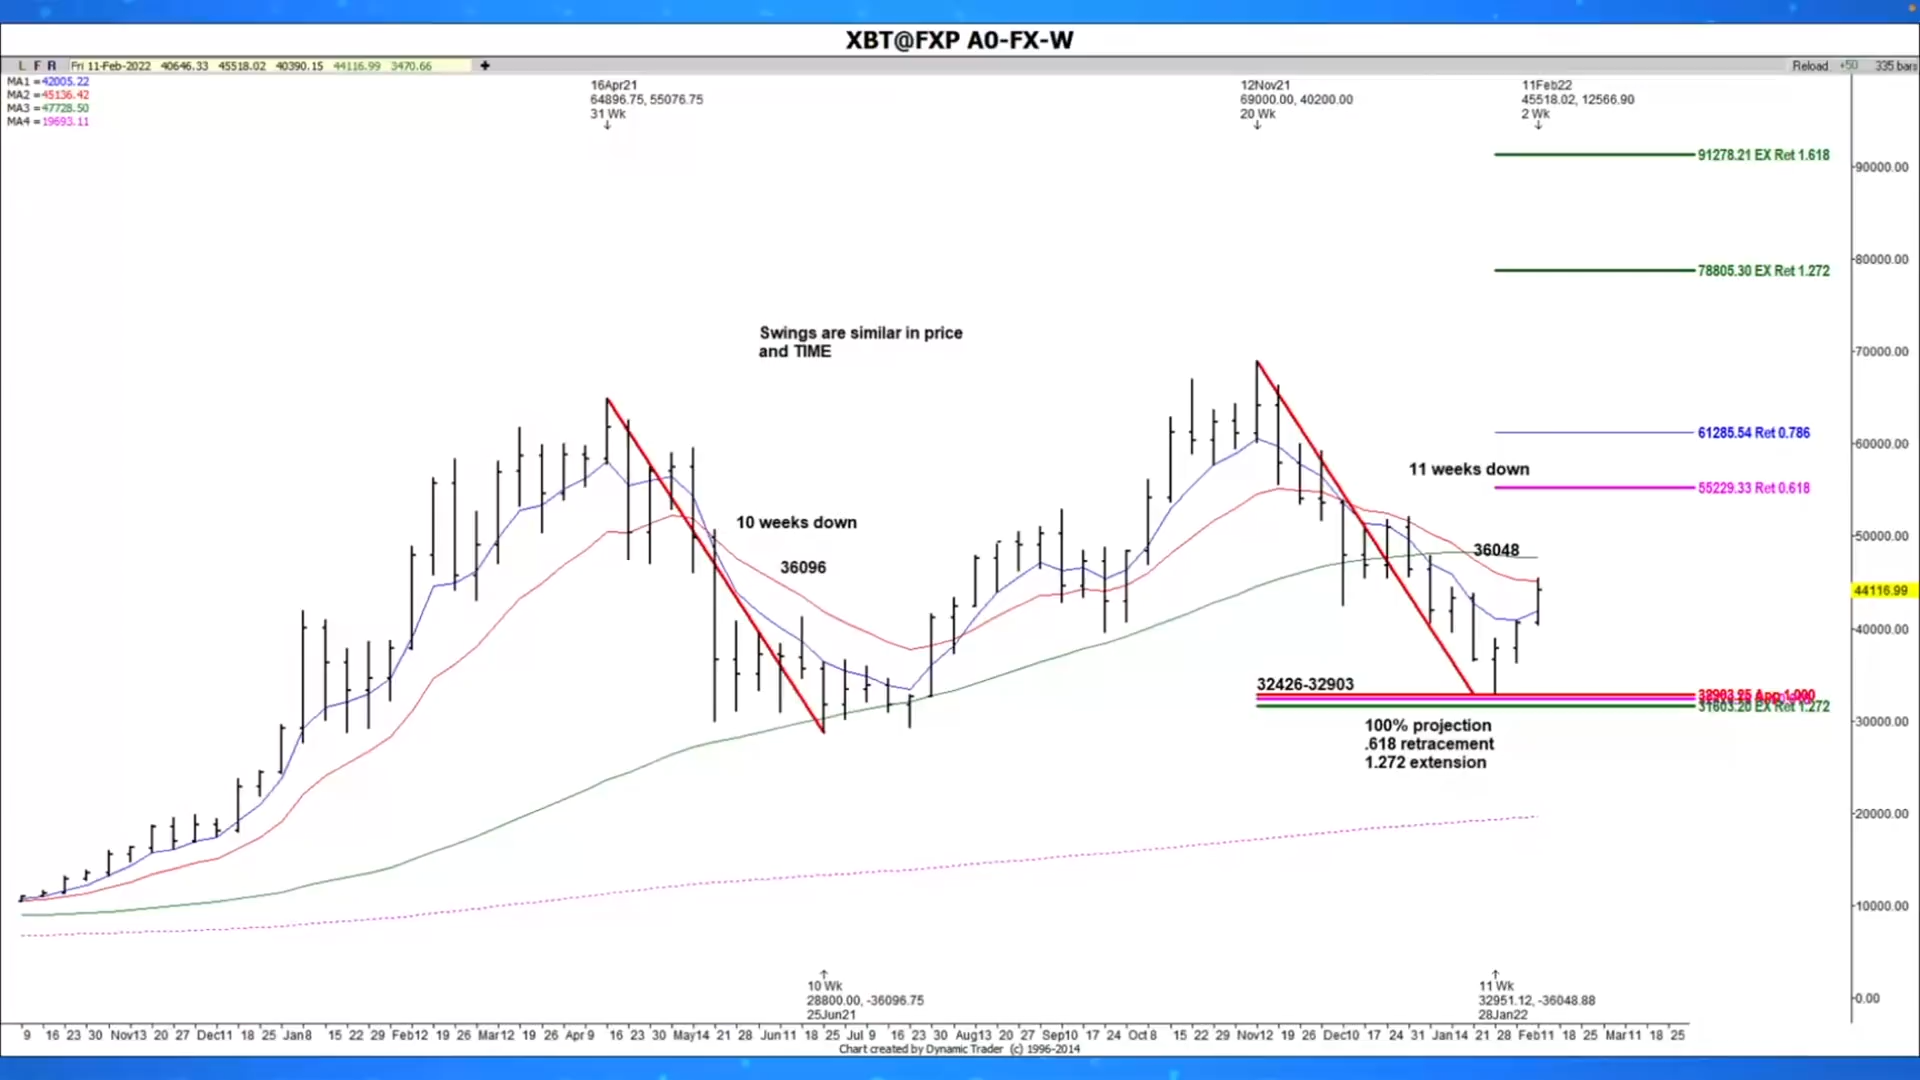 XBT@FXP A0-FX-W
L F R Fri 11-Feb-2022 40646.33 45518.02 40390.15 44116.99 3470.66
Reload +50 335 bars
MA1 =42005.22
MA2 =45136.42
MA3 =47728.50
MA4 =19693.11
16Apr21
64896.75, 55076.75
31 Wk
12Nov21
69000.00, 40200.00
20 Wk
11Feb22
45518.02, 12566.90
2 Wk
91278.21 EX Ret 1.618
90000.00
80000.00
78805.30 EX Ret 1.272
Swings are similar in price
and TIME
70000.00
61285.54 Ret 0.786
60000.00
11 weeks down
55229.33 Ret 0.618
10 weeks down
50000.00
36048
36096
44116.99
40000.00
32426-32903
32903.25 App 1.000
31603.20 EX Ret 1.272
30000.00
100% projection
.618 retracement
1.272 extension
20000.00
10000.00
0.00
10 Wk
28800.00, -36096.75
25Jun21
11 Wk
32951.12, -36048.88
28Jan22
9 16 23 30 Nov13 20 27 Dec11 18 25 Jan8 15 22 29 Feb12 19 26 Mar12 19 26 Apr9 16 23 30 May14 21 28 Jun11 18 25 Jul 9 16 23 30 Aug13 20 27 Sep10 17 24 Oct8 15 22 29 Nov12 19 26 Dec10 17 24 31 Jan14 21 28 Feb11 18 25 Mar11 18 25
Chart created by Dynamic Trader (c) 1996-2014